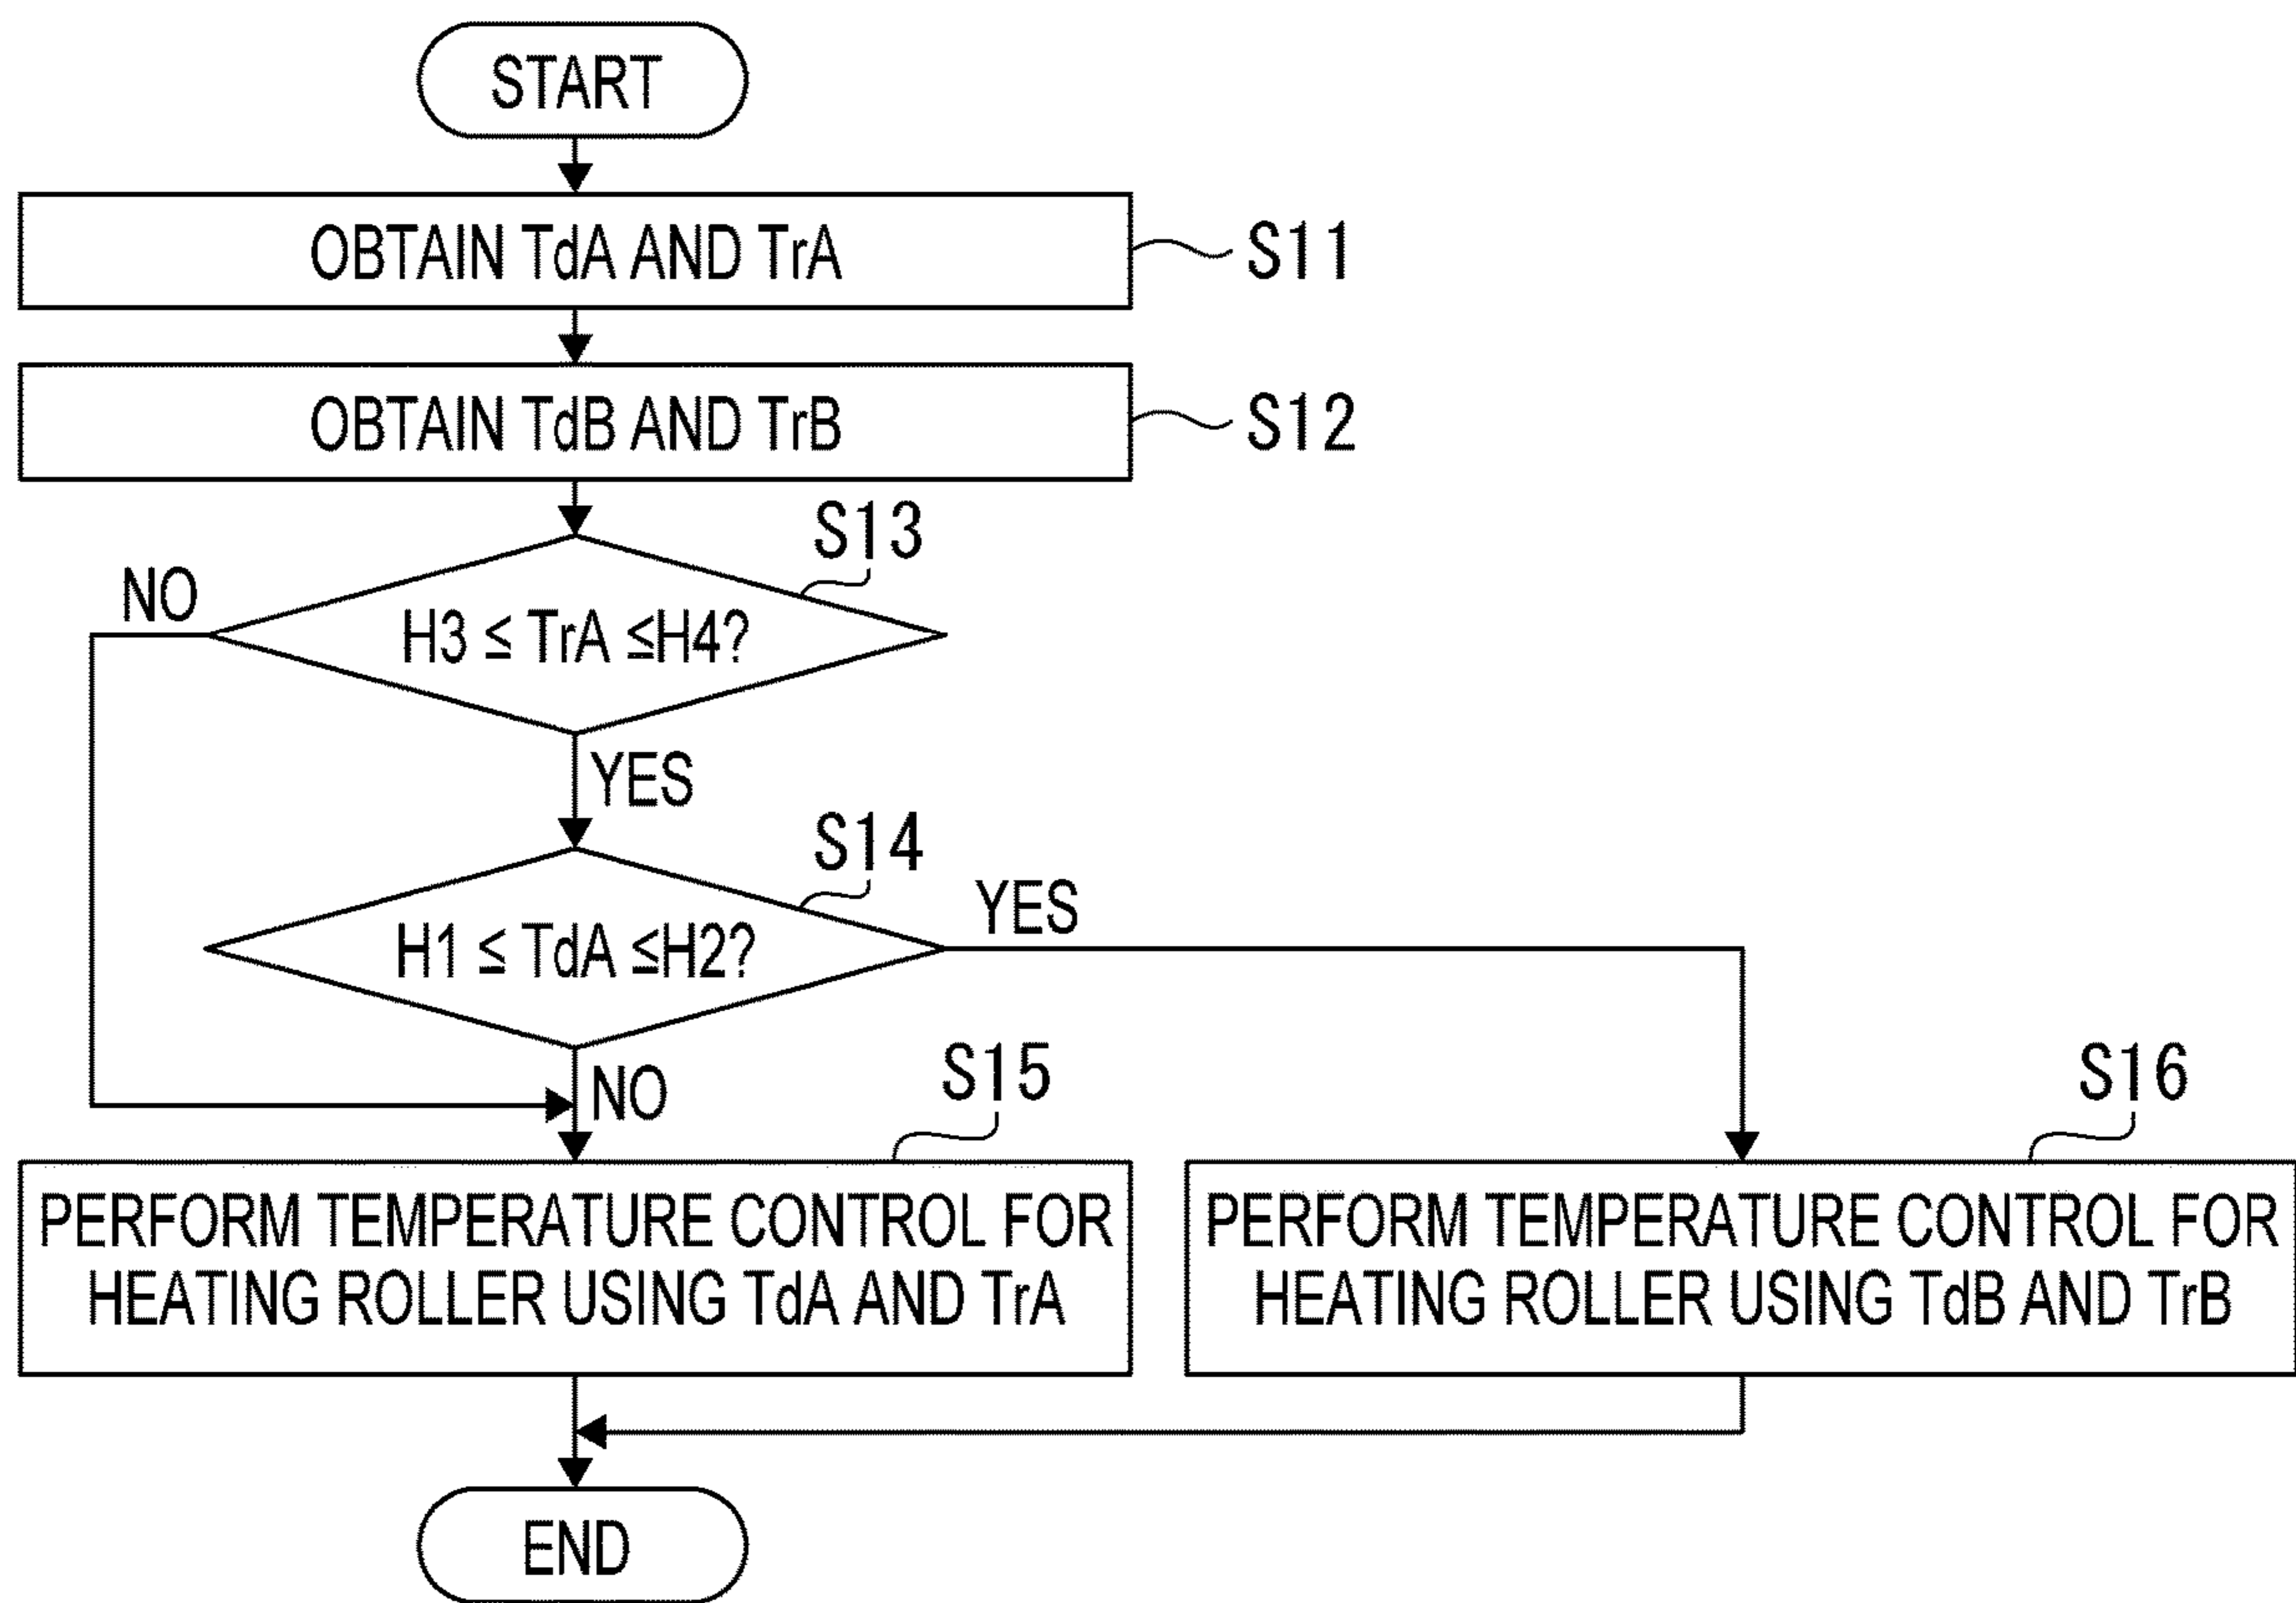 START
OBTAIN TdA AND TrA
S11
OBTAIN TdB AND TrB
S12
S13
NO
H3 ≤ TrA ≤H4?
YES
S14
YES
H1 ≤ TdA ≤H2?
NO
S15
S16
PERFORM TEMPERATURE CONTROL FOR
HEATING ROLLER USING TdA AND TrA
PERFORM TEMPERATURE CONTROL FOR
HEATING ROLLER USING TdB AND TrB
END